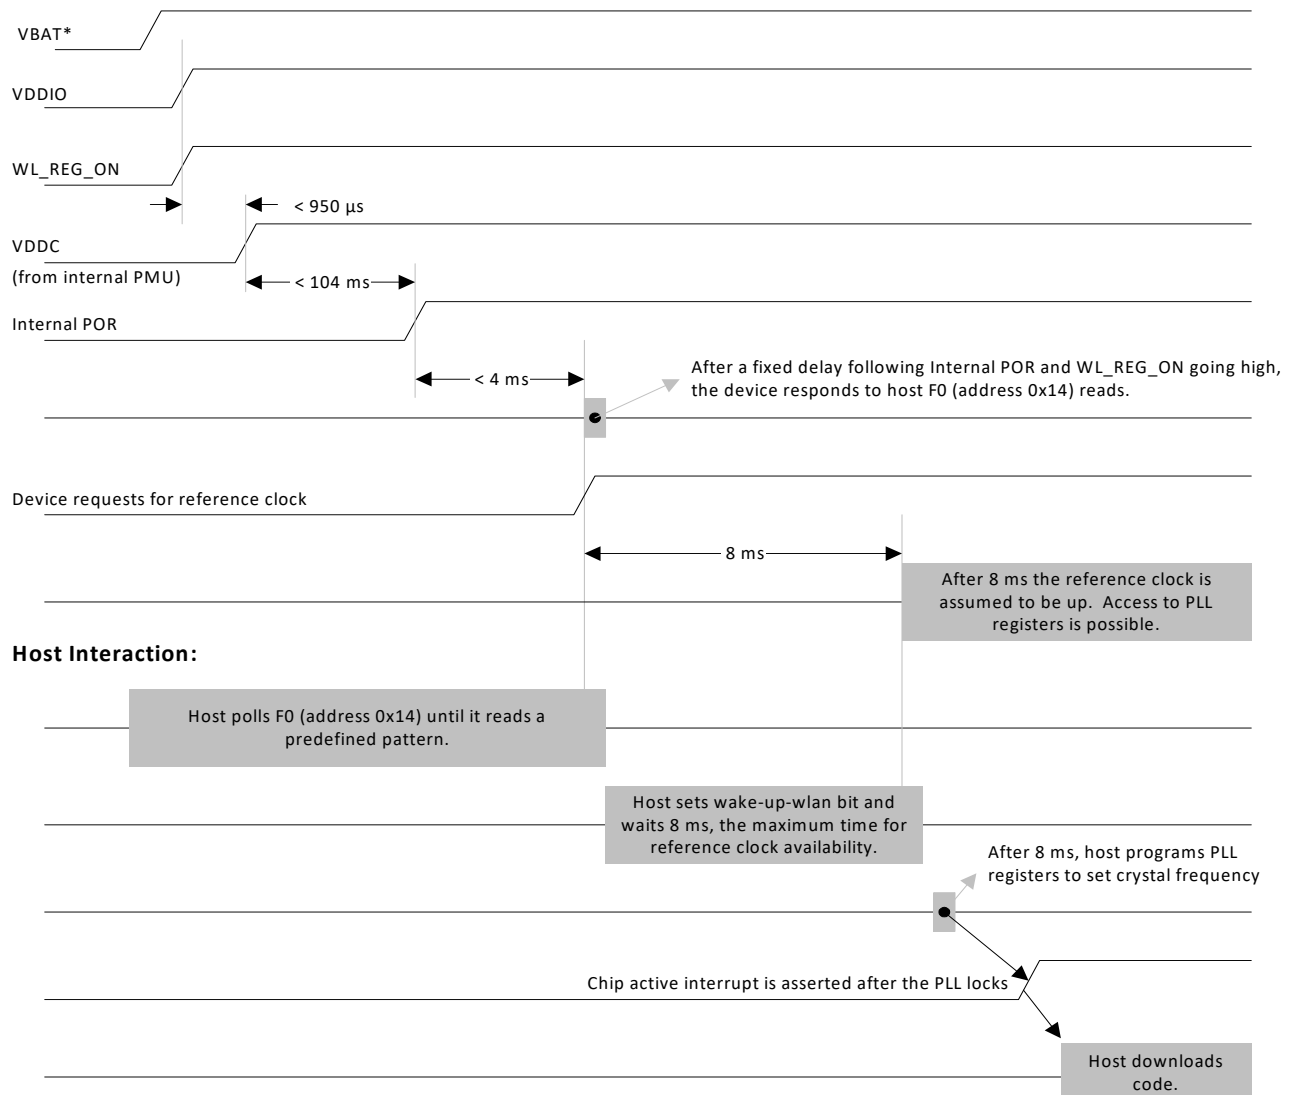 VBAT*
VDDIO
WL_REG_ON
< 950 µs
VDDC
(from internal PMU)
< 104 ms
Internal POR
After a fixed delay following Internal POR and WL_REG_ON going high,
the device responds to host F0 (address 0x14) reads.
< 4 ms
Device requests for reference clock
8 ms
After 8 ms the reference clock is
assumed to be up. Access to PLL
registers is possible.
Host Interaction:
Host polls F0 (address 0x14) until it reads a
predefined pattern.
Host sets wake-up-wlan bit and
waits 8 ms, the maximum time for
reference clock availability.
After 8 ms, host programs PLL
registers to set crystal frequency
Chip active interrupt is asserted after the PLL locks
Host downloads
code.